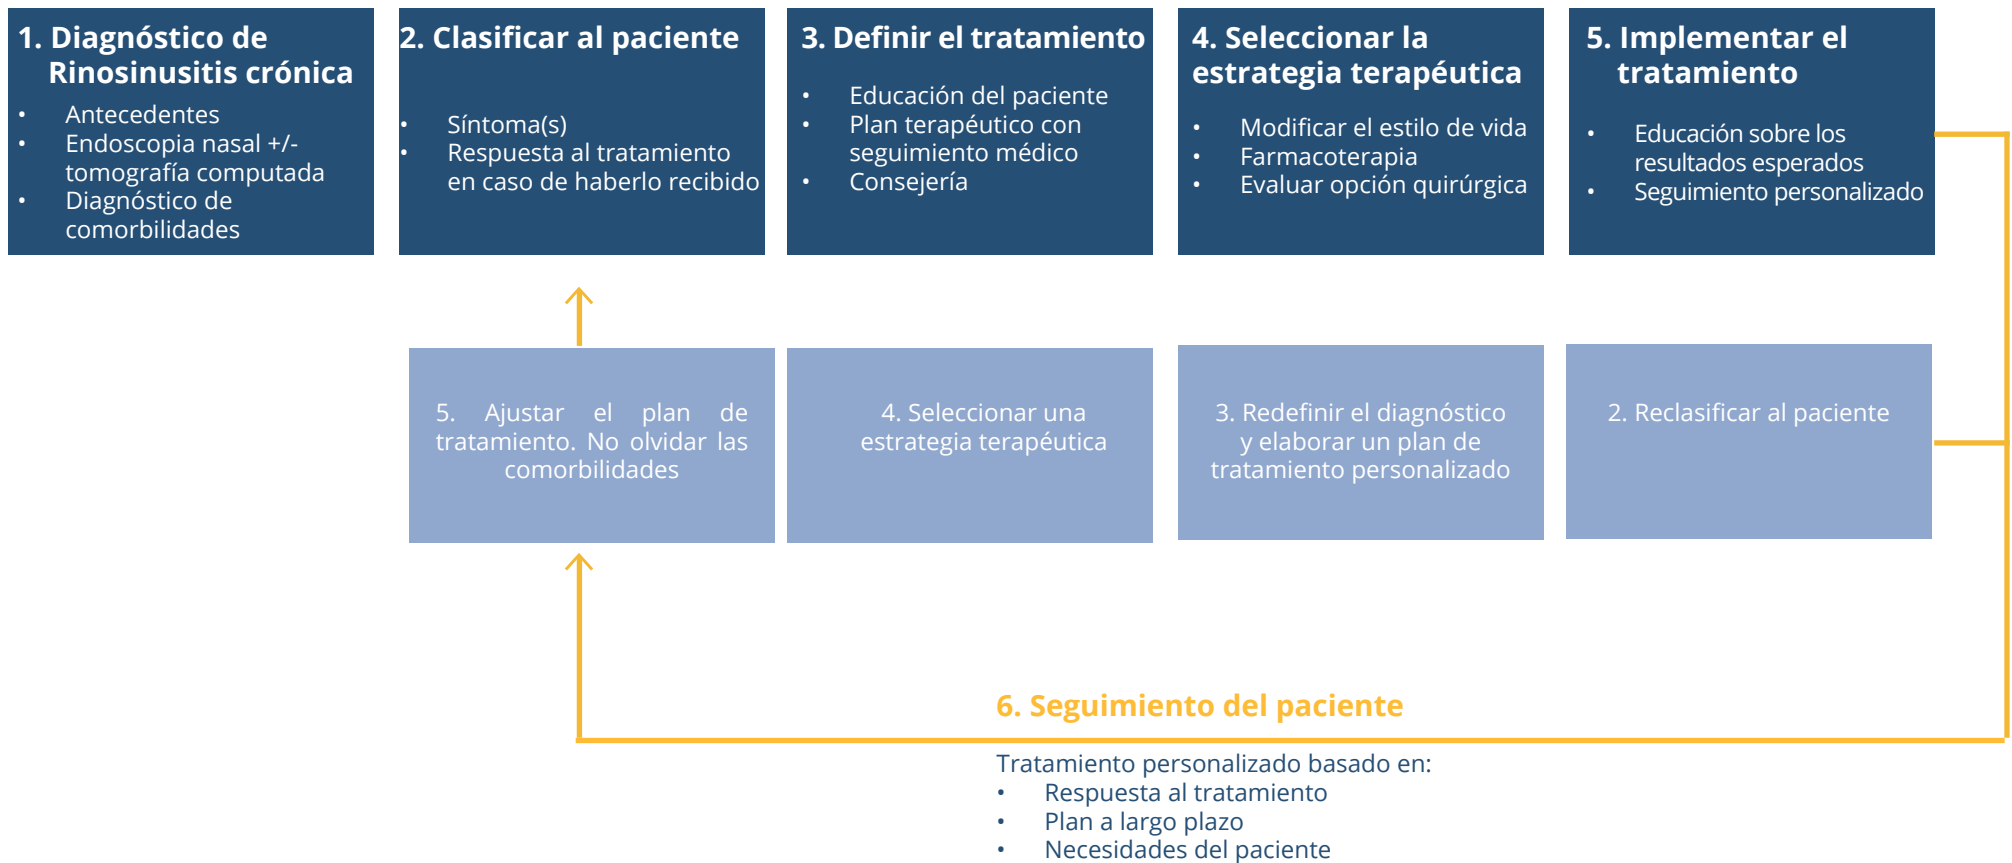 1. Diagnóstico de
Rinosinusitis crónica
• Antecedentes
• Endoscopia nasal +/-
tomografía computada
• Diagnóstico de
comorbilidades
2. Clasificar al paciente
• Síntoma(s)
• Respuesta al tratamiento
en caso de haberlo recibido
3. Definir el tratamiento
• Educación del paciente
• Plan terapéutico con
seguimiento médico
• Consejería
4. Seleccionar la
estrategia terapéutica
• Modificar el estilo de vida
• Farmacoterapia
• Evaluar opción quirúrgica
5. Implementar el
tratamiento
• Educación sobre los
resultados esperados
• Seguimiento personalizado
5. Ajustar el plan de
tratamiento. No olvidar las
comorbilidades
4. Seleccionar una
estrategia terapéutica
3. Redefinir el diagnóstico
y elaborar un plan de
tratamiento personalizado
2. Reclasificar al paciente
6. Seguimiento del paciente
Tratamiento personalizado basado en:
• Respuesta al tratamiento
• Plan a largo plazo
• Necesidades del paciente